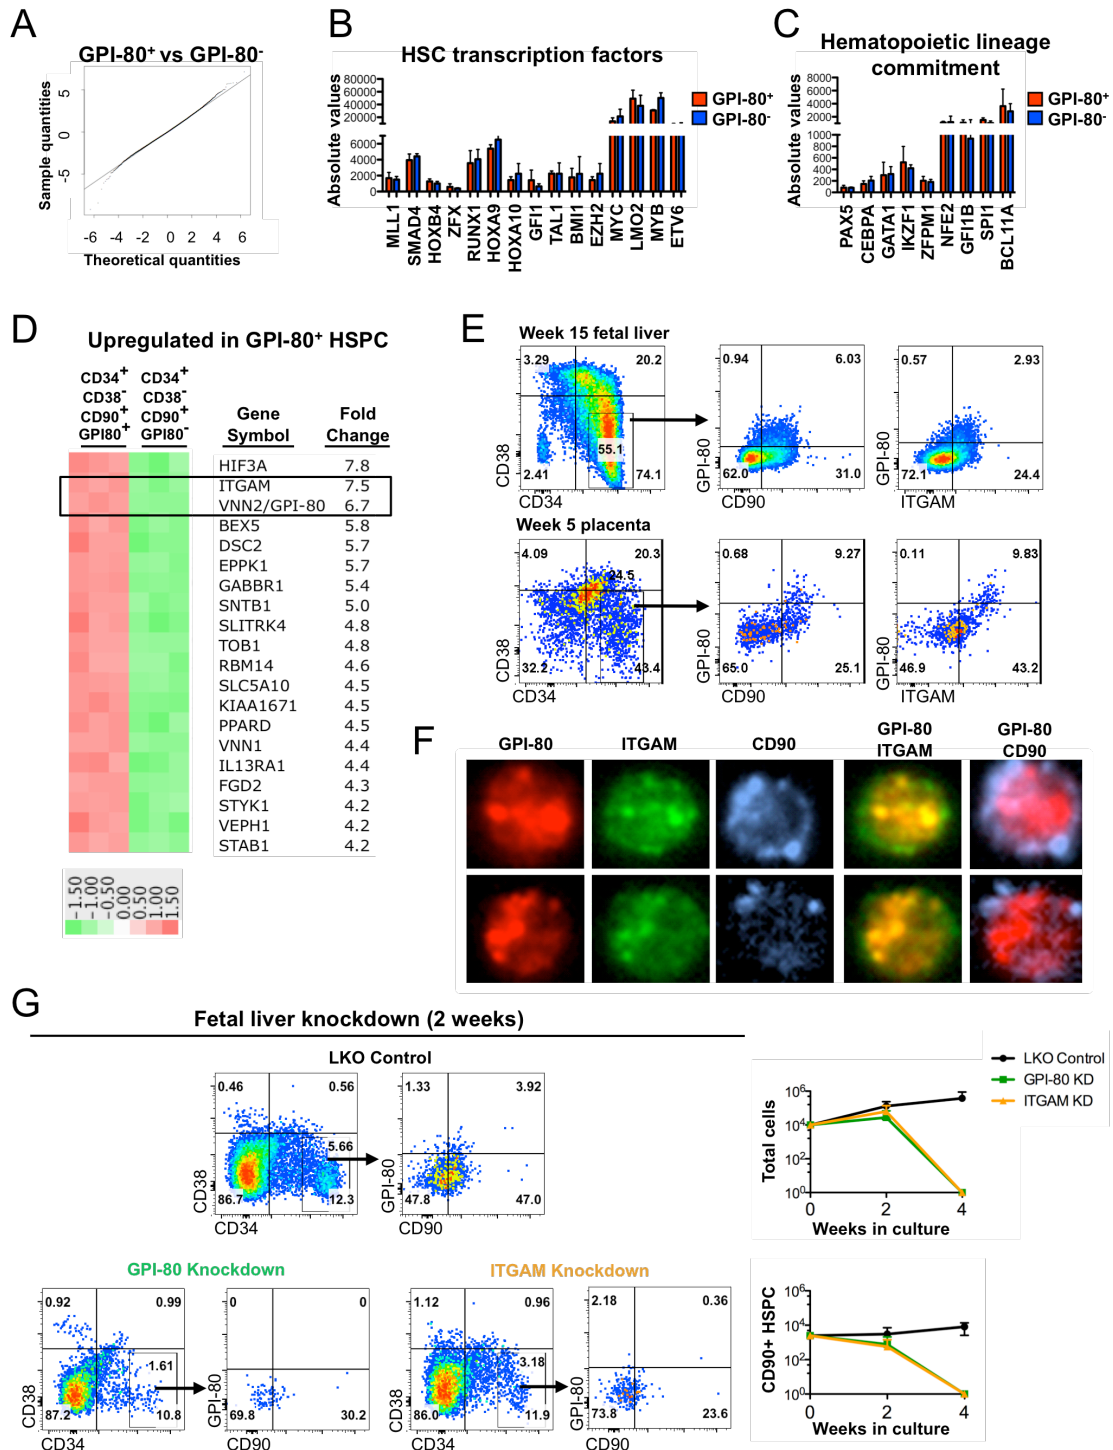 A
GPI-80+ vs GPI-80-
Sample quantities
5
0
-5
-6 -4 -2 0 2 4 6
Theoretical quantities
B
HSC transcription factors
Absolute values
80000
60000
40000
20000
6000
4000
2000
0
GPI-80+
GPI-80-
MLL1
SMAD4
HOXB4
ZFX
RUNX1
HOXA9
HOXA10
GFI1
TAL1
BMI1
EZH2
MYC
LMO2
MYB
ETV6
C
Hematopoietic lineage
commitment
Absolute values
8000
6000
4000
2000
1000
800
600
400
200
0
GPI-80+
GPI-80-
PAX5
CEBPA
GATA1
IKZF1
ZFPM1
NFE2
GFI1B
SPI1
BCL11A
D
Upregulated in GPI-80+ HSPC
CD34+ CD34+
CD38- CD38-
CD90+ CD90+
GPI80+ GPI80-
Gene Fold
Symbol Change
HIF3A 7.8
ITGAM 7.5
VNN2/GPI-80 6.7
BEX5 5.8
DSC2 5.7
EPPK1 5.7
GABBR1 5.4
SNTB1 5.0
SLITRK4 4.8
TOB1 4.8
RBM14 4.6
SLC5A10 4.5
KIAA1671 4.5
PPARD 4.5
VNN1 4.4
IL13RA1 4.4
FGD2 4.3
STYK1 4.2
VEPH1 4.2
STAB1 4.2
-1.50
-1.00
-0.50
0.00
0.50
1.00
1.50
E
Week 15 fetal liver
3.29 20.2
55.1
2.41 74.1
CD38
CD34
0.94 6.03
62.0 31.0
GPI-80
CD90
0.57 2.93
72.1 24.4
GPI-80
ITGAM
Week 5 placenta
4.09 20.3
24.5
32.2 43.4
CD38
CD34
0.68 9.27
65.0 25.1
GPI-80
CD90
0.11 9.83
46.9 43.2
GPI-80
ITGAM
F
GPI-80 ITGAM CD90 GPI-80 GPI-80
ITGAM CD90
G
Fetal liver knockdown (2 weeks)
LKO Control
0.46 0.56
5.66
86.7 12.3
CD38
CD34
1.33 3.92
47.8 47.0
GPI-80
CD90
GPI-80 Knockdown
0.92 0.99
1.61
87.2 10.8
CD38
CD34
0 0
69.8 30.2
GPI-80
CD90
ITGAM Knockdown
1.12 0.96
3.18
86.0 11.9
CD38
CD34
2.18 0.36
73.8 23.6
GPI-80
CD90
LKO Control
GPI-80 KD
ITGAM KD
Total cells
10^6
10^4
10^2
10^0
0 2 4
Weeks in culture
CD90+ HSPC
10^6
10^4
10^2
10^0
0 2 4
Weeks in culture